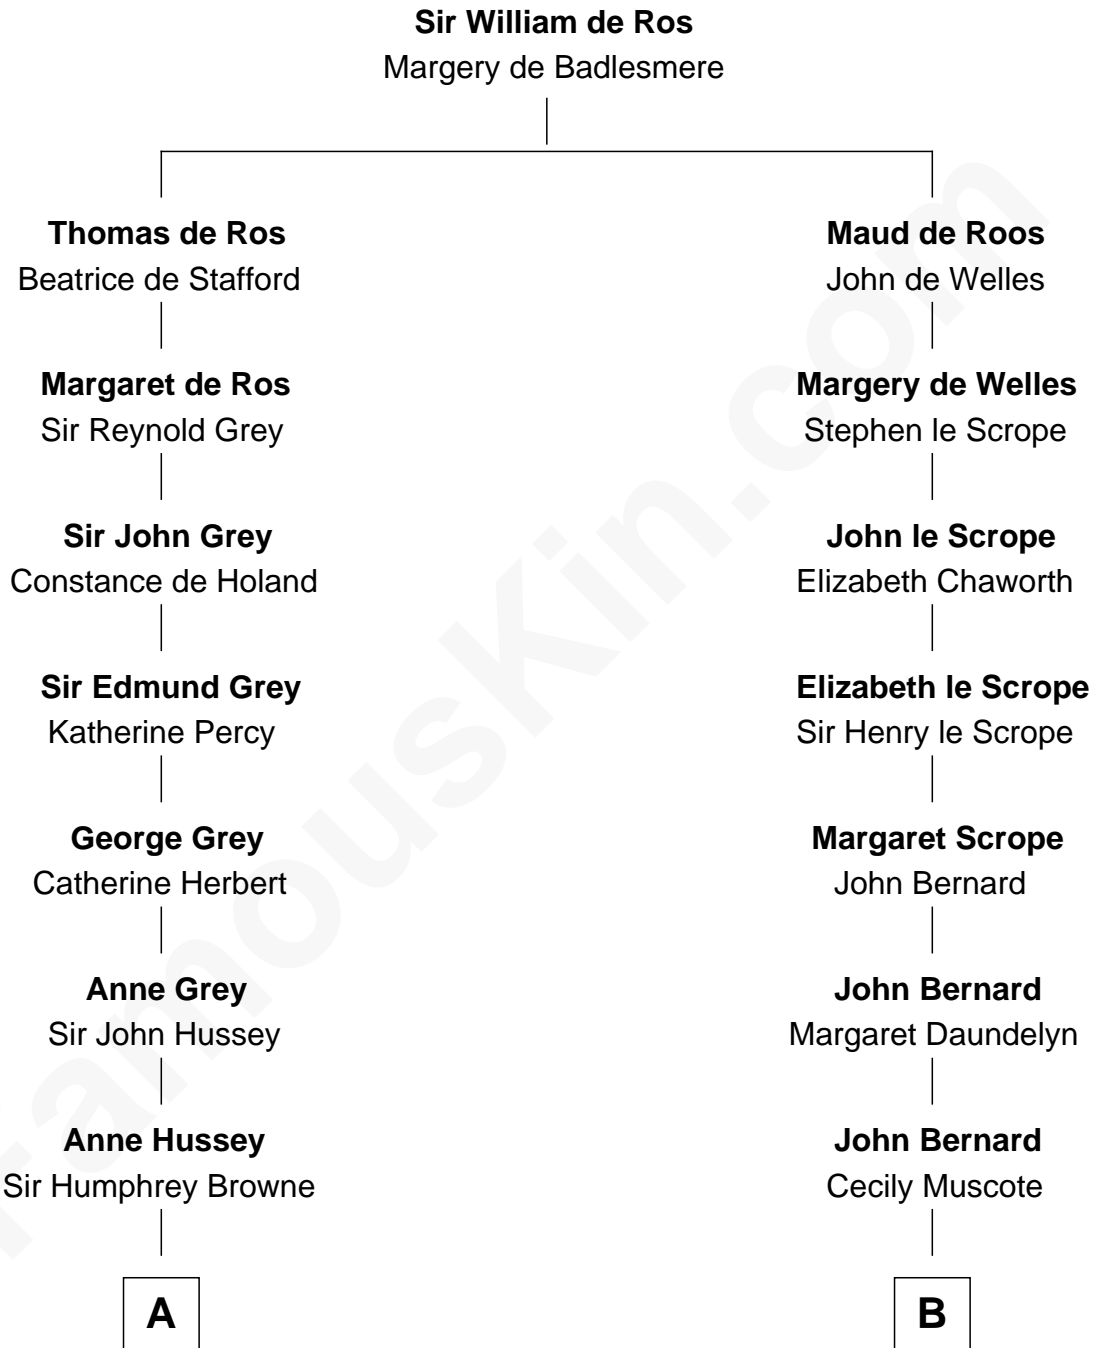 Sir William de Ros
Margery de Badlesmere
Thomas de Ros
Beatrice de Stafford
Margaret de Ros
Sir Reynold Grey
Sir John Grey
Constance de Holand
Sir Edmund Grey
Katherine Percy
George Grey
Catherine Herbert
Anne Grey
Sir John Hussey
Anne Hussey
Sir Humphrey Browne
A
Maud de Roos
John de Welles
Margery de Welles
Stephen le Scrope
John le Scrope
Elizabeth Chaworth
Elizabeth le Scrope
Sir Henry le Scrope
Margaret Scrope
John Bernard
John Bernard
Margaret Daundelyn
John Bernard
Cecily Muscote
B
FamousKin.com